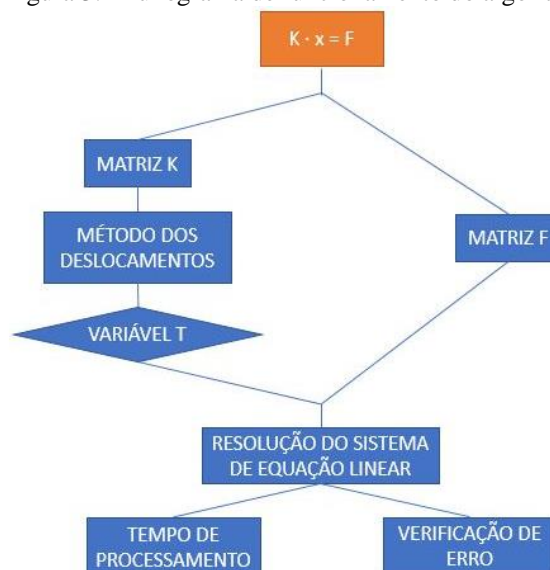 K · x = F
MATRIZ K
MÉTODO DOS
DESLOCAMENTOS
MATRIZ F
VARIÁVEL T
RESOLUÇÃO DO SISTEMA
DE EQUAÇÃO LINEAR
TEMPO DE
PROCESSAMENTO
VERIFICAÇÃO DE
ERRO